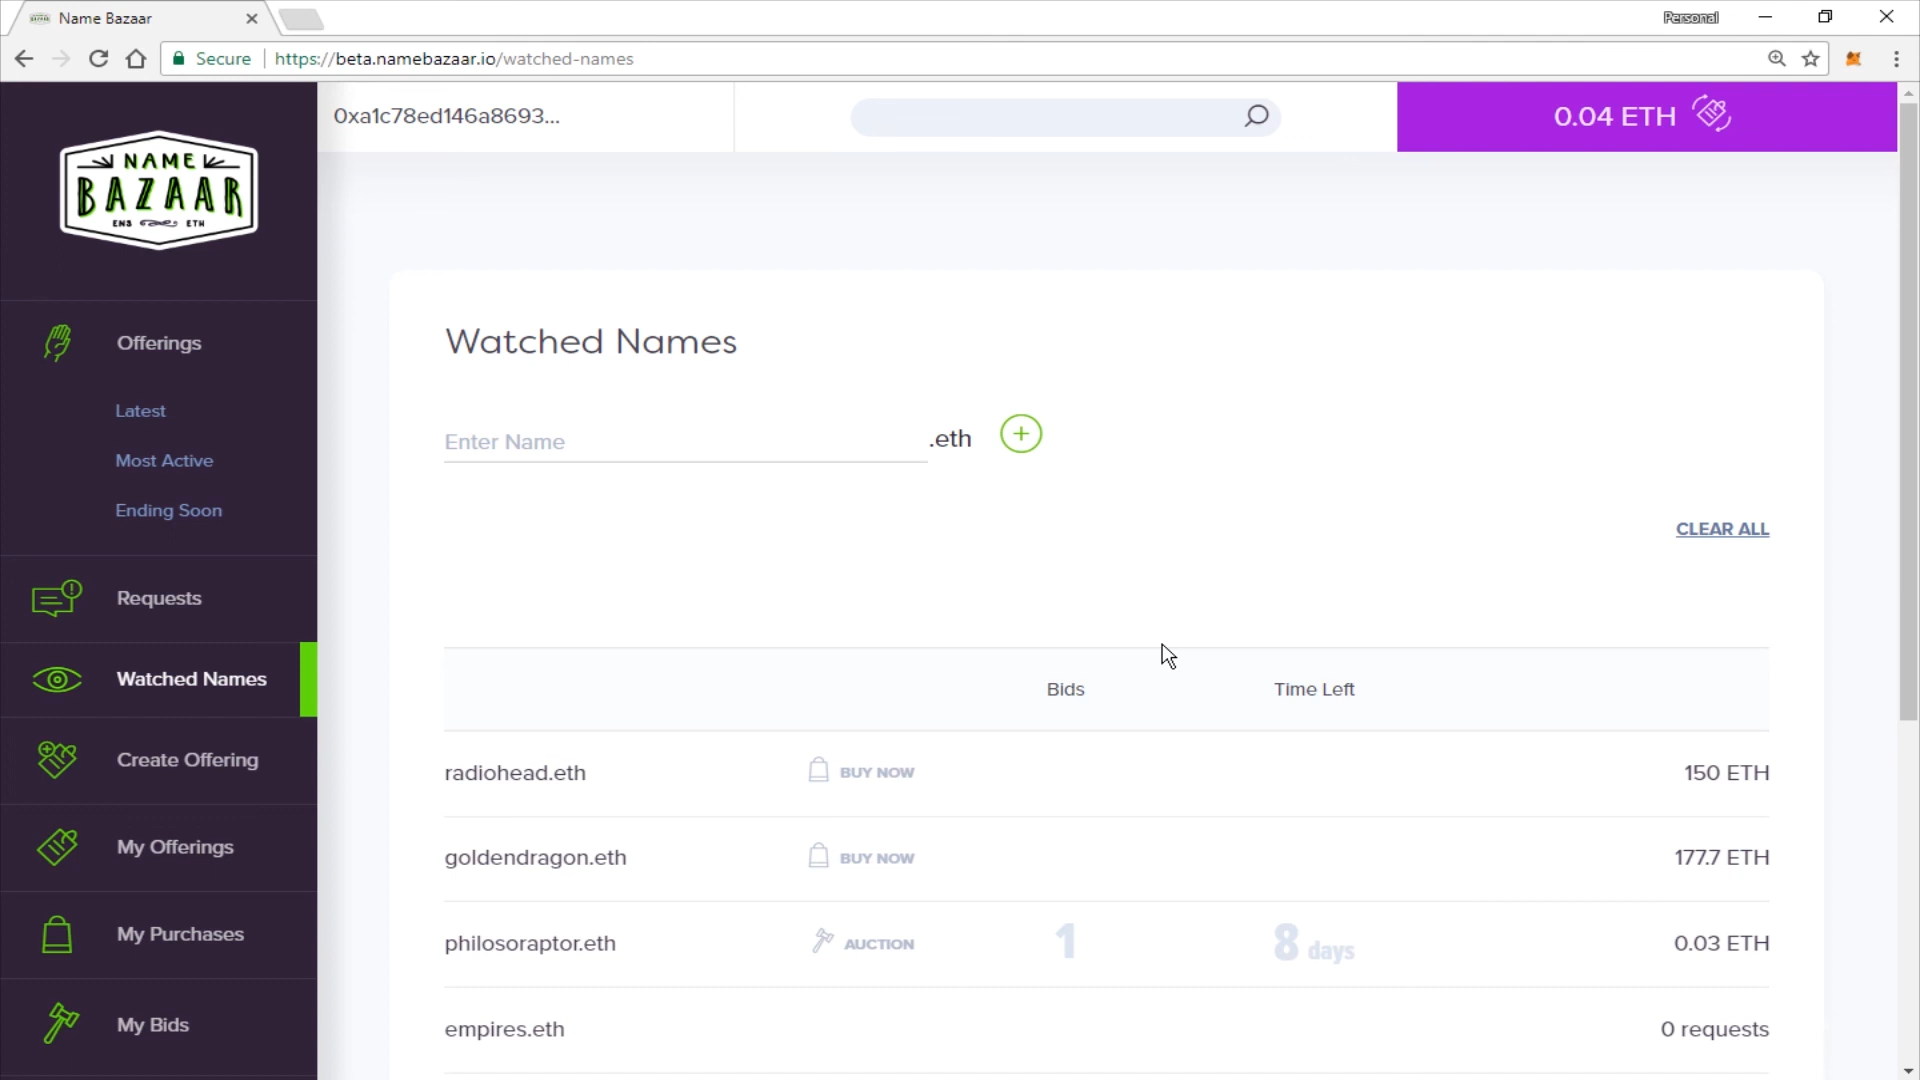 Name Bazaar
Personal
Secure
https://beta.namebazaar.io/watched-names
NAME
BAZAAR
ENS ETH
0xa1c78ed146a8693...
0.04 ETH
Offerings
Latest
Most Active
Ending Soon
Requests
Watched Names
Create Offering
My Offerings
My Purchases
My Bids
Watched Names
Enter Name .eth
CLEAR ALL
Bids Time Left
radiohead.eth BUY NOW 150 ETH
goldendragon.eth BUY NOW 177.7 ETH
philosoraptor.eth AUCTION 1 8 days 0.03 ETH
empires.eth 0 requests